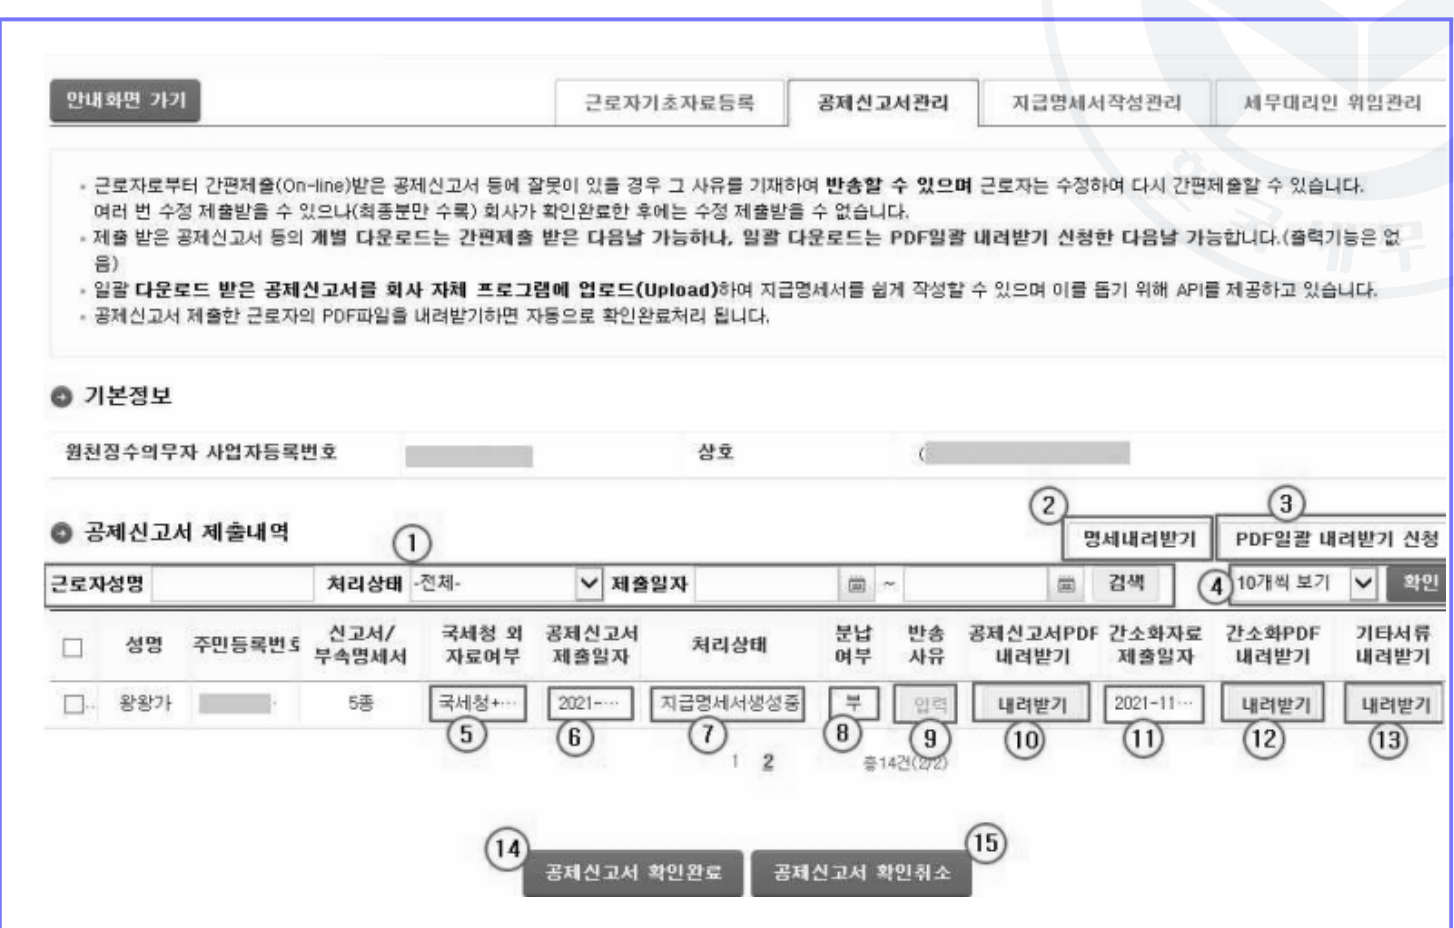 안내화면 가기
근로자기초자료등록 공제신고서관리 지급명세서작성관리 세무대리인 위임관리
◦ 근로자로부터 간편제출(On-line)받은 공제신고서 등에 잘못이 있을 경우 그 사유를 기재하여 반송할 수 있으며 근로자는 수정하여 다시 간편제출할 수 있습니다.
여러 번 수정 제출받을 수 있으나(최종분만 수록) 회사가 확인완료한 후에는 수정 제출받을 수 없습니다.
◦ 제출 받은 공제신고서 등의 개별 다운로드는 간편제출 받은 다음날 가능하나, 일괄 다운로드는 PDF일괄 내려받기 신청한 다음날 가능합니다.(출력기능은 없
음)
◦ 일괄 다운로드 받은 공제신고서를 회사 자체 프로그램에 업로드(Upload)하여 지급명세서를 쉽게 작성할 수 있으며 이를 돕기 위해 API를 제공하고 있습니다.
◦ 공제신고서 제출한 근로자의 PDF파일을 내려받기하면 자동으로 확인완료처리 됩니다.
기본정보
원천징수의무자 사업자등록번호 상호 (
② ③
공제신고서 제출내역 ① 명세내려받기 PDF일괄 내려받기 신청
근로자성명 처리상태 -전체- 제출일자 ~ 검색 ④ 10개씩 보기 확인
성명 주민등록번호 신고서/ 국세청 외 공제신고서 처리상태 분납 반송 공제신고서PDF 간소화자료 간소화PDF 기타서류
부속명세서 자료여부 제출일자 여부 사유 내려받기 제출일자 내려받기 내려받기
왕왕가 5종 국세청+··· 2021-··· 지급명세서생성중 부 입력 내려받기 2021-11··· 내려받기 내려받기
⑤ ⑥ ⑦ ⑧ ⑨ ⑩ ⑪ ⑫ ⑬
1 2 총14건(2/2)
⑭ ⑮
공제신고서 확인완료 공제신고서 확인취소